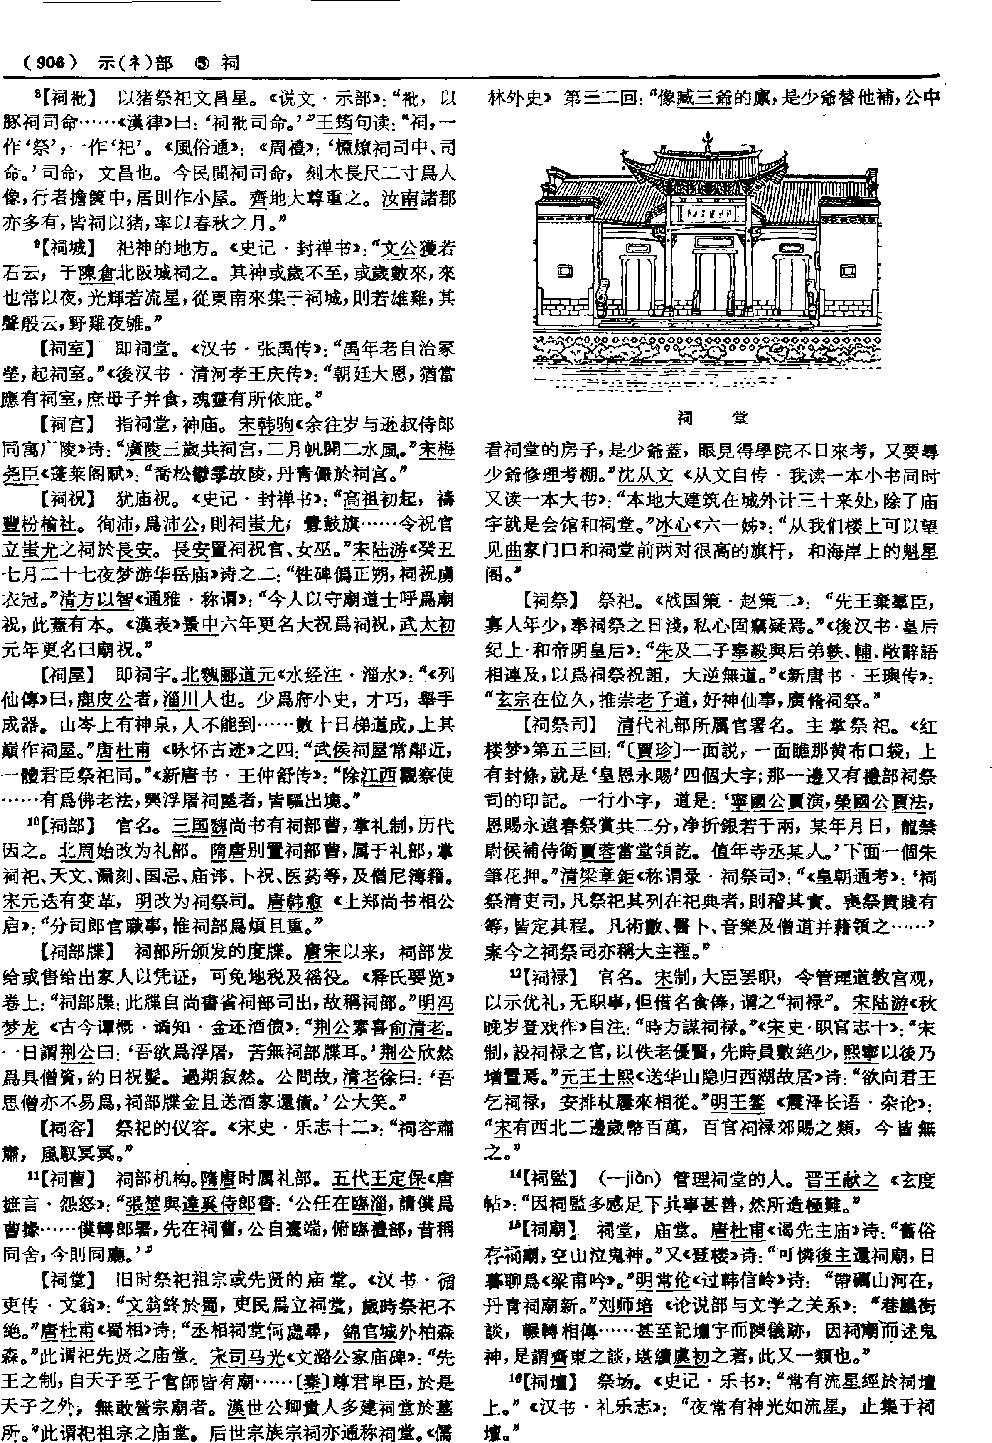 (906) 示(礻)部 ⑤ 祠
⁸【祠䄏】 以猪祭祀文昌星。《说文·示部》:“䄏,以
豚祠司命……《漢律》曰:‘祠䄏司命。’”王筠句读:“祠,一
作‘祭’,一作‘祀’。《風俗通》:《周禮》:‘槱燎祠司中、司
命。’司命,文昌也。今民間祠司命,刻木長尺二寸爲人
像,行者擔篋中,居則作小屋。齊地大尊重之。汝南諸郡
亦多有,皆祠以猪,率以春秋之月。”
⁹【祠城】 祀神的地方。《史记·封禅书》:“文公獲若
石云,于陳倉北阪城祠之。其神或歲不至,或歲數來,來
也常以夜,光輝若流星,從東南來集于祠城,則若雄雞,其
聲殷云,野雞夜雊。”
【祠室】 即祠堂。《汉书·张禹传》:“禹年老自治冢
塋,起祠室。”《後汉书·清河孝王庆传》:“朝廷大恩,猶當
應有祠室,庶母子并食,魂靈有所依庇。”
【祠宫】 指祠堂,神庙。宋韩驹《余往岁与逊叔侍郎
同寓广陵》诗:“廣陵三歲共祠宫,二月帆開二水風。”宋梅
尧臣《蓬莱阁赋》:“喬松鬱乎故陵,丹青儼於祠宫。”
【祠祝】 犹庙祝。《史记·封禅书》:“高祖初起,禱
豐枌榆社。徇沛,爲沛公,則祠蚩尤,釁鼓旗……令祝官
立蚩尤之祠於長安。長安置祠祝官、女巫。”宋陆游《癸丑
七月二十七夜梦游华岳庙》诗之二:“牲碑僞正朔,祠祝虜
衣冠。”清方以智《通雅·称谓》:“今人以守廟道士呼爲廟
祝,此蓋有本。《漢表》景中六年更名大祝爲祠祝,武太初
元年更名曰廟祝。”
【祠屋】 即祠宇。北魏郦道元《水经注·淄水》:“《列
仙傳》曰,鹿皮公者,淄川人也。少爲府小史,才巧,舉手
成器。山岑上有神泉,人不能到……數十日梯道成,上其
巔作祠屋。”唐杜甫《咏怀古迹》之四:“武侯祠屋常鄰近,
一體君臣祭祀同。”《新唐书·王仲舒传》:“除江西觀察使
……有爲佛老法,興浮屠祠屋者,皆驅出境。”
¹⁰【祠部】 官名。三国魏尚书有祠部曹,掌礼制,历代
因之。北周始改为礼部。隋唐别置祠部曹,属于礼部,掌
祠祀、天文、漏刻、国忌、庙讳、卜祝、医药等,及僧尼簿籍。
宋元迭有变革,明改为祠祭司。唐韩愈《上郑尚书相公
启》:“分司郎官職事,惟祠部爲煩且重。”
【祠部牒】 祠部所颁发的度牒。唐宋以来,祠部发
给或售给出家人以凭证,可免地税及徭役。《释氏要览》
卷上:“祠部牒:此牒自尚書省祠部司出,故稱祠部。”明冯
梦龙《古今谭概·谲知·金还酒债》:“荆公素喜俞清老。
一日謂荆公曰:‘吾欲爲浮屠,苦無祠部牒耳。’荆公欣然
爲具僧資,約日祝髮。過期寂然。公問故,清老徐曰:‘吾
思僧亦不易爲,祠部牒金且送酒家還債。’公大笑。”
【祠容】 祭祀的仪容。《宋史·乐志十二》:“祠容肅
肅,風馭冥冥。”
¹¹【祠曹】 祠部机构。隋唐时属礼部。五代王定保《唐
摭言·怨怒》:“張楚與達奚侍郎書:‘公任在臨淄,請僕爲
曹掾……僕轉郎署,先在祠曹,公自臺端,俯臨禮部,昔稱
同舍,今則同廳。’”
【祠堂】 旧时祭祀祖宗或先贤的庙堂。《汉书·循
吏传·文翁》:“文翁終於蜀,吏民爲立祠堂,歲時祭祀不
绝。”唐杜甫《蜀相》诗:“丞相祠堂何處尋,錦官城外柏森
森。”此谓祀先贤之庙堂。宋司马光《文潞公家庙碑》:“先
王之制,自天子至于官師皆有廟……〔秦〕尊君卑臣,於是
天子之外,無敢營宗廟者。漢世公卿貴人多建祠堂於墓
所。”此谓祀祖宗之庙堂。后世宗族宗祠亦通称祠堂。《儒
林外史》第三二回:“像臧三爺的廩,是少爺替他補,公中
祠 堂
看祠堂的房子,是少爺蓋,眼見得學院不日來考,又要尋
少爺修理考棚。”沈从文《从文自传·我读一本小书同时
又读一本大书》:“本地大建筑在城外计三十来处,除了庙
宇就是会馆和祠堂。”冰心《六一姊》:“从我们楼上可以望
见曲家门口和祠堂前两对很高的旗杆,和海岸上的魁星
阁。”
【祠祭】 祭祀。《战国策·赵策二》:“先王棄羣臣,
寡人年少,奉祠祭之日淺,私心固竊疑焉。”《後汉书·皇后
纪上·和帝阴皇后》:“朱及二子奉毅與后弟軼、輔、敞辭語
相連及,以爲祠祭祝詛,大逆無道。”《新唐书·王玙传》:
“玄宗在位久,推崇老子道,好神仙事,廣脩祠祭。”
【祠祭司】 清代礼部所属官署名。主掌祭祀。《红
楼梦》第五三回:“〔賈珍〕一面説,一面瞧那黄布口袋,上
有封條,就是‘皇恩永賜’四個大字;那一邊又有禮部祠祭
司的印記。一行小字,道是:‘寧國公賈演,榮國公賈法,
恩賜永遠春祭賞共二分,净折銀若干兩,某年月日,龍禁
尉候補侍衛賈蓉當堂領訖。值年寺丞某人。’下面一個朱
筆花押。”清梁章鉅《称谓录·祠祭司》:“《皇朝通考》:‘祠
祭清吏司,凡祭祀其列在祀典者,則稽其實。喪祭貴賤有
等,皆定其程。凡術數、醫卜、音樂及僧道并籍領之……’
案今之祠祭司亦稱大主稷。”
¹²【祠禄】 官名。宋制,大臣罢职,令管理道教宫观,
以示优礼,无职事,但借名食俸,谓之“祠禄”。宋陆游《秋
晚岁登戏作》自注:“時方謀祠禄。”《宋史·职官志十》:“宋
制,設祠禄之官,以佚老優賢,先時員數絶少,熙寧以後乃
增置焉。”元王士熙《送华山隐归西湖故居》诗:“欲向君王
乞祠禄,安排杖屨來相從。”明王鏊《震泽长语·杂论》:
“宋有西北二邊歲幣百萬,百官祠禄郊賜之類,今皆無
之。”
¹⁴【祠監】 (—jiàn)管理祠堂的人。晋王献之《玄度
帖》:“因祠監多感足下共事甚善,然所造極難。”
¹⁵【祠廟】 祠堂,庙堂。唐杜甫《谒先主庙》诗:“舊俗
存祠廟,空山泣鬼神。”又《登楼》诗:“可憐後主還祠廟,日
暮聊爲《梁甫吟》。”明常伦《过韩信岭》诗:“帶礪山河在,
丹青祠廟新。”刘师培《论说部与文学之关系》:“巷議街
談,輾轉相傳……甚至記壇宇而陳儀跡,因祠廟而述鬼
神,是謂齊東之談,堪續虞初之著,此又一類也。”
¹⁶【祠壇】 祭场。《史记·乐书》:“常有流星經於祠壇
上。”《汉书·礼乐志》:“夜常有神光如流星,止集于祠
壇。”